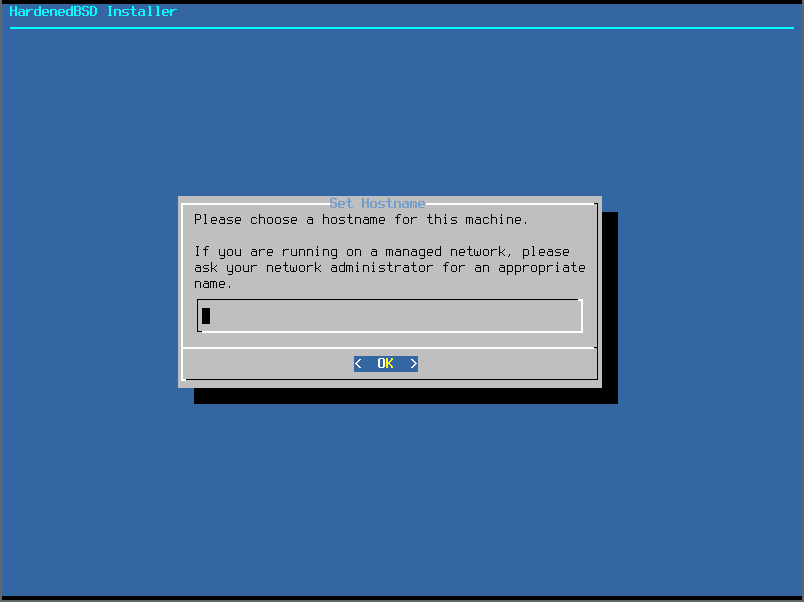 HardenedBSD Installer
Set Hostname
Please choose a hostname for this machine.
If you are running on a managed network, please
ask your network administrator for an appropriate
name.
< OK >